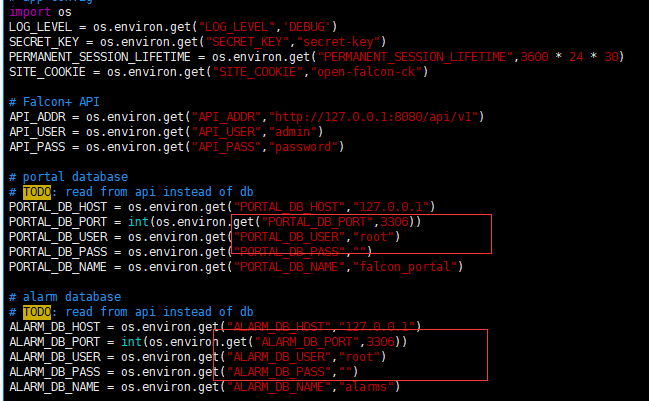 # app config
import os
LOG_LEVEL = os.environ.get("LOG_LEVEL",'DEBUG')
SECRET_KEY = os.environ.get("SECRET_KEY","secret-key")
PERMANENT_SESSION_LIFETIME = os.environ.get("PERMANENT_SESSION_LIFETIME",3600 * 24 * 30)
SITE_COOKIE = os.environ.get("SITE_COOKIE","open-falcon-ck")
# Falcon+ API
API_ADDR = os.environ.get("API_ADDR","http://127.0.0.1:8080/api/v1")
API_USER = os.environ.get("API_USER","admin")
API_PASS = os.environ.get("API_PASS","password")
# portal database
# TODO: read from api instead of db
PORTAL_DB_HOST = os.environ.get("PORTAL_DB_HOST","127.0.0.1")
PORTAL_DB_PORT = int(os.environ.get("PORTAL_DB_PORT",3306))
PORTAL_DB_USER = os.environ.get("PORTAL_DB_USER","root")
PORTAL_DB_PASS = os.environ.get("PORTAL_DB_PASS","")
PORTAL_DB_NAME = os.environ.get("PORTAL_DB_NAME","falcon_portal")
# alarm database
# TODO: read from api instead of db
ALARM_DB_HOST = os.environ.get("ALARM_DB_HOST","127.0.0.1")
ALARM_DB_PORT = int(os.environ.get("ALARM_DB_PORT",3306))
ALARM_DB_USER = os.environ.get("ALARM_DB_USER","root")
ALARM_DB_PASS = os.environ.get("ALARM_DB_PASS","")
ALARM_DB_NAME = os.environ.get("ALARM_DB_NAME","alarms")